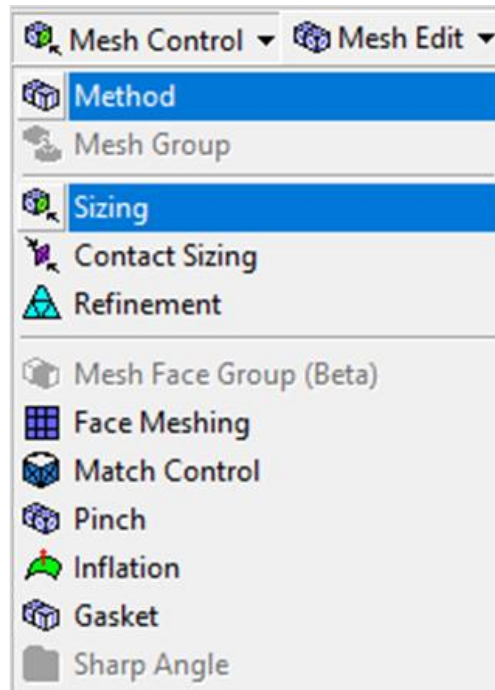 Mesh Control Mesh Edit
Method
Mesh Group
Sizing
Contact Sizing
Refinement
Mesh Face Group (Beta)
Face Meshing
Match Control
Pinch
Inflation
Gasket
Sharp Angle